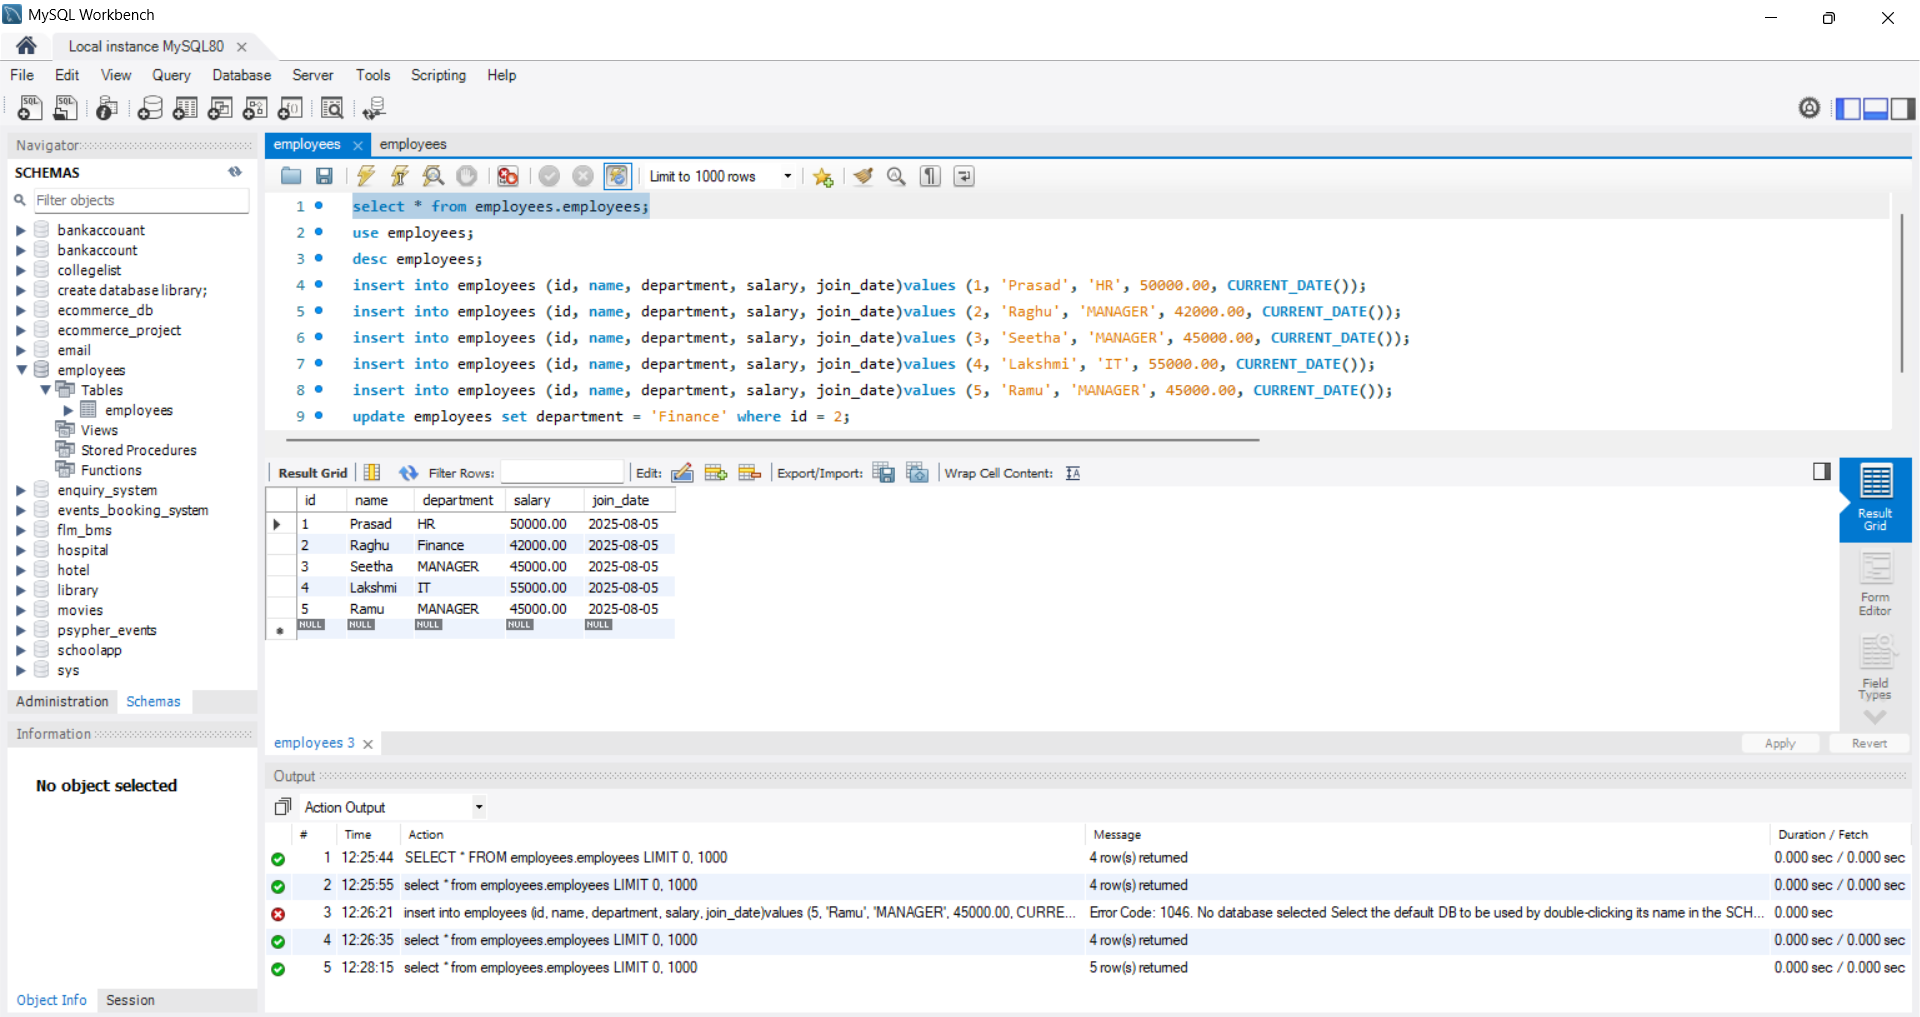 MySQL Workbench
Local instance MySQL80
File Edit View Query Database Server Tools Scripting Help
Navigator
SCHEMAS
Filter objects
bankaccouant
bankaccount
collegelist
create database library;
ecommerce_db
ecommerce_project
email
employees
Tables
employees
Views
Stored Procedures
Functions
enquiry_system
events_booking_system
flm_bms
hospital
hotel
library
movies
psypher_events
schoolapp
sys
Administration Schemas
Information
No object selected
Object Info Session
employees employees
Limit to 1000 rows
1 select * from employees.employees;
2 use employees;
3 desc employees;
4 insert into employees (id, name, department, salary, join_date)values (1, 'Prasad', 'HR', 50000.00, CURRENT_DATE());
5 insert into employees (id, name, department, salary, join_date)values (2, 'Raghu', 'MANAGER', 42000.00, CURRENT_DATE());
6 insert into employees (id, name, department, salary, join_date)values (3, 'Seetha', 'MANAGER', 45000.00, CURRENT_DATE());
7 insert into employees (id, name, department, salary, join_date)values (4, 'Lakshmi', 'IT', 55000.00, CURRENT_DATE());
8 insert into employees (id, name, department, salary, join_date)values (5, 'Ramu', 'MANAGER', 45000.00, CURRENT_DATE());
9 update employees set department = 'Finance' where id = 2;
Result Grid Filter Rows: Edit: Export/Import: Wrap Cell Content:
id name department salary join_date
1 Prasad HR 50000.00 2025-08-05
2 Raghu Finance 42000.00 2025-08-05
3 Seetha MANAGER 45000.00 2025-08-05
4 Lakshmi IT 55000.00 2025-08-05
5 Ramu MANAGER 45000.00 2025-08-05
NULL NULL NULL NULL NULL
Result
Grid
Form
Editor
Field
Types
employees 3
Apply Revert
Output
Action Output
# Time Action Message Duration / Fetch
1 12:25:44 SELECT * FROM employees.employees LIMIT 0, 1000 4 row(s) returned 0.000 sec / 0.000 sec
2 12:25:55 select * from employees.employees LIMIT 0, 1000 4 row(s) returned 0.000 sec / 0.000 sec
3 12:26:21 insert into employees (id, name, department, salary, join_date)values (5, 'Ramu', 'MANAGER', 45000.00, CURRE... Error Code: 1046. No database selected Select the default DB to be used by double-clicking its name in the SCH... 0.000 sec
4 12:26:35 select * from employees.employees LIMIT 0, 1000 4 row(s) returned 0.000 sec / 0.000 sec
5 12:28:15 select * from employees.employees LIMIT 0, 1000 5 row(s) returned 0.000 sec / 0.000 sec